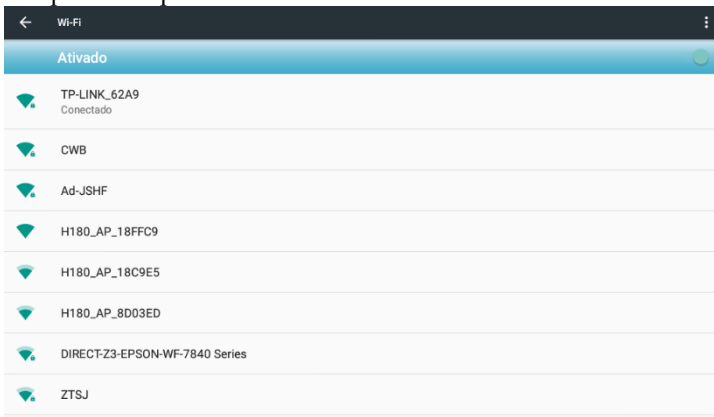 Wi-Fi
Ativado
TP-LINK_62A9
Conectado
CWB
Ad-JSHF
H180_AP_18FFC9
H180_AP_18C9E5
H180_AP_8D03ED
DIRECT-Z3-EPSON-WF-7840 Series
ZTSJ